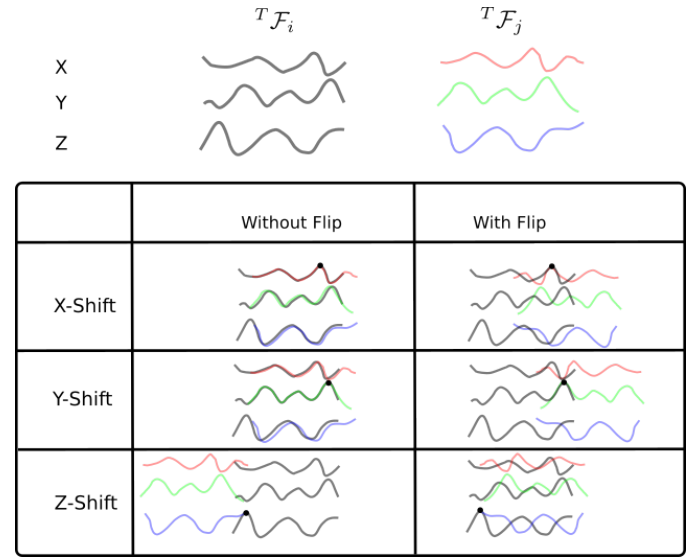 ᵀℱᵢ ᵀℱⱼ
X
Y
Z
Without Flip With Flip
X-Shift
Y-Shift
Z-Shift